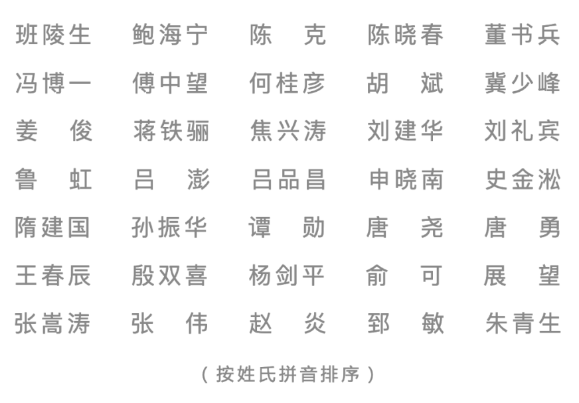 班陵生 鲍海宁 陈 克 陈晓春 董书兵
冯博一 傅中望 何桂彦 胡 斌 冀少峰
姜 俊 蒋铁骊 焦兴涛 刘建华 刘礼宾
鲁 虹 吕 澎 吕品昌 申晓南 史金淞
隋建国 孙振华 谭 勋 唐 尧 唐 勇
王春辰 殷双喜 杨剑平 俞 可 展 望
张嵩涛 张 伟 赵 炎 郅 敏 朱青生
（按姓氏拼音排序）